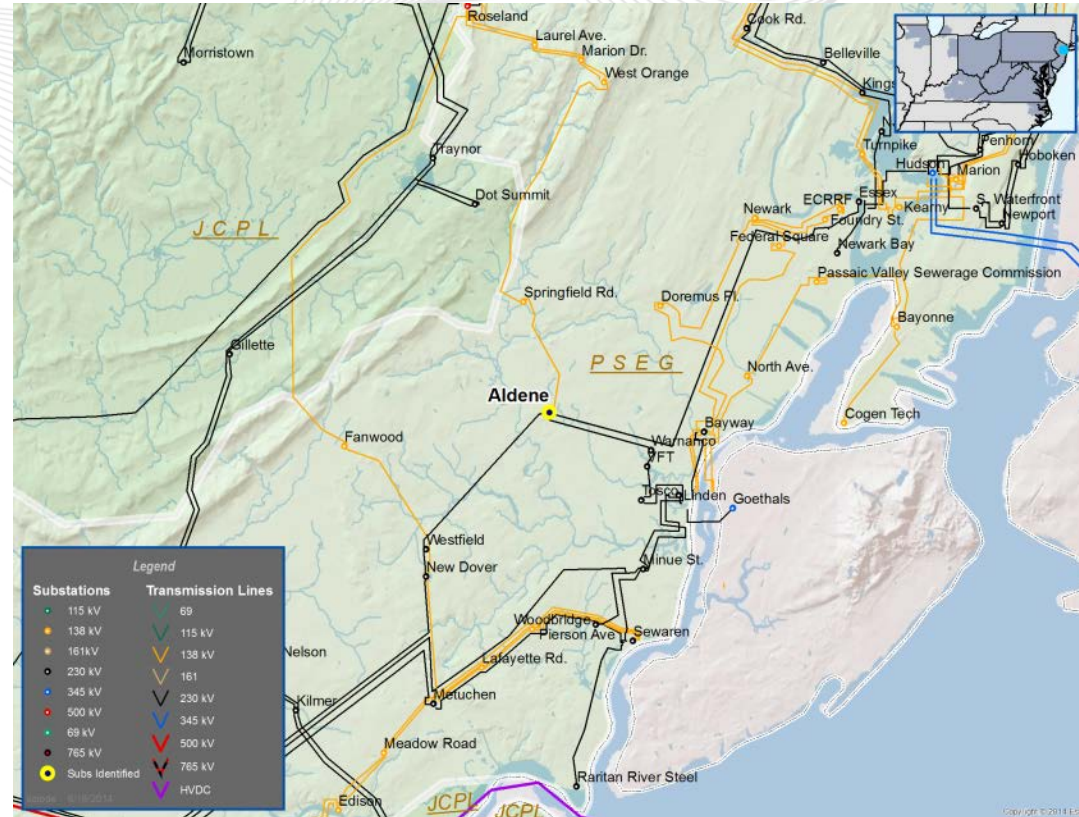 Roseland
Cook Rd.
Laurel Ave.
Marion Dr.
Morristown
Belleville
West Orange
Kings
Traynor
Turnpike
Penhorn
Hudson
Hoboken
Marion
Dot Summit
JCPL
ECRRF
Essex
Kearny
S. Waterfront
Newport
Newark
Foundry St.
Federal Square
Newark Bay
Passaic Valley Sewerage Commission
Springfield Rd.
Doremus Pl.
Bayonne
Gillette
PSEG
North Ave.
Aldene
Cogen Tech
Fanwood
Bayway
Warinanco
VFT
Tosco
Linden
Goethals
Westfield
New Dover
Minue St.
Woodbridge
Pierson Ave
Sewaren
Lafayette Rd.
Nelson
Kilmer
Metuchen
Meadow Road
Raritan River Steel
Edison
JCPL
JCPL
Legend
Substations
115 kV
138 kV
161kV
230 kV
345 kV
500 kV
69 kV
765 kV
Subs Identified
Transmission Lines
69
115 kV
138 kV
161
230 kV
345 kV
500 kV
765 kV
HVDC